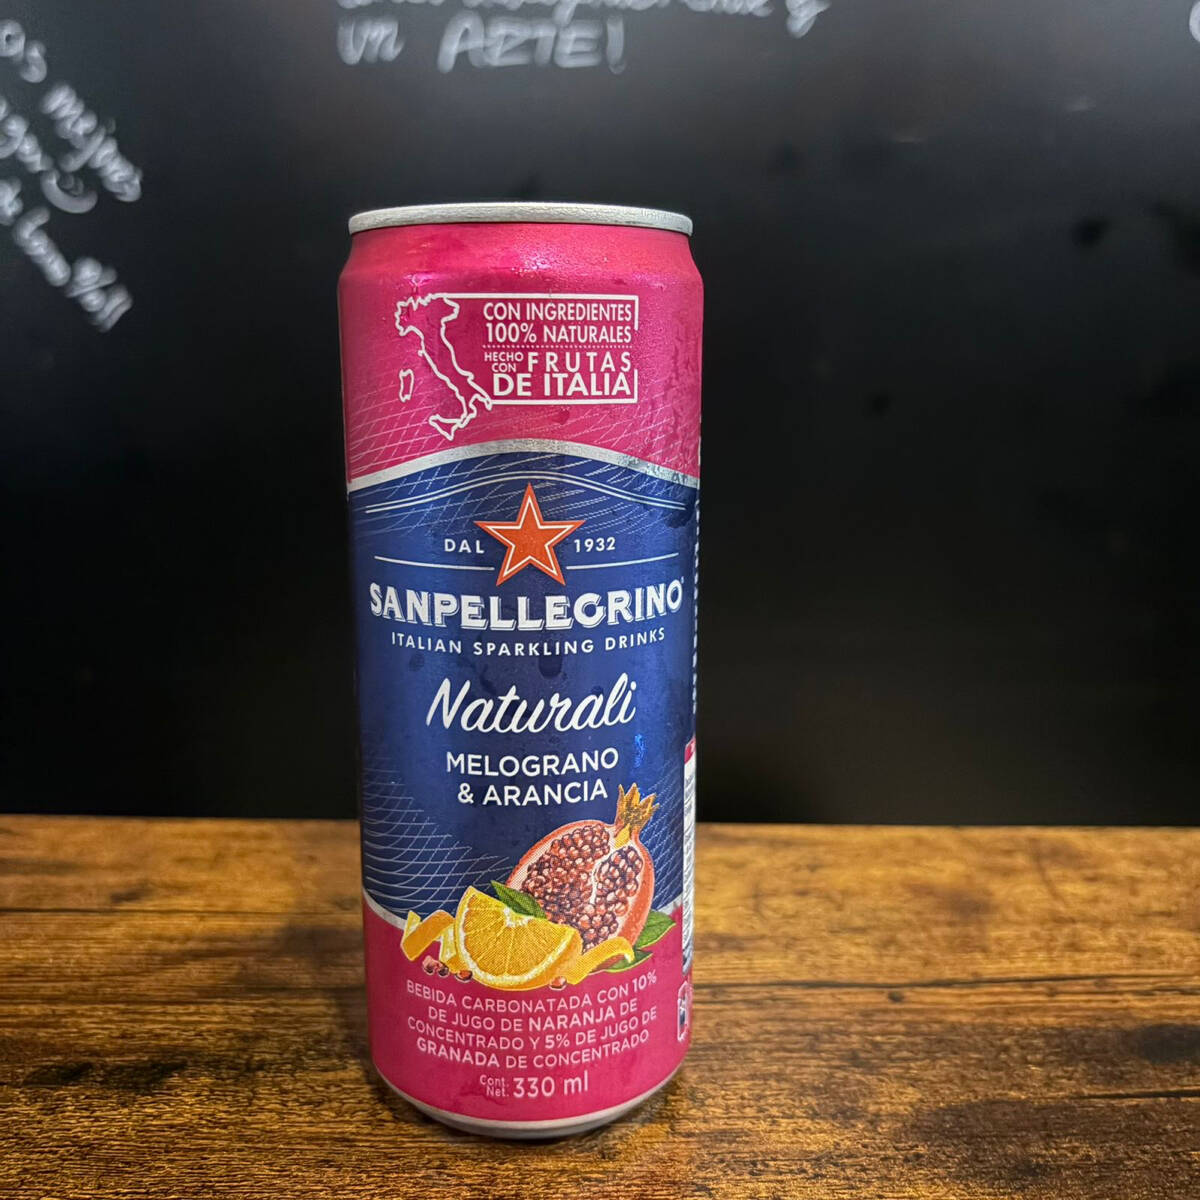 un ARTE!
mejores
CON INGREDIENTES
100% NATURALES
HECHO CON FRUTAS
DE ITALIA
DAL 1932
SANPELLEGRINO
ITALIAN SPARKLING DRINKS
Naturali
MELOGRANO
& ARANCIA
BEBIDA CARBONATADA CON 10%
DE JUGO DE NARANJA DE
CONCENTRADO Y 5% DE JUGO DE
GRANADA DE CONCENTRADO
Cont. Net. 330 ml